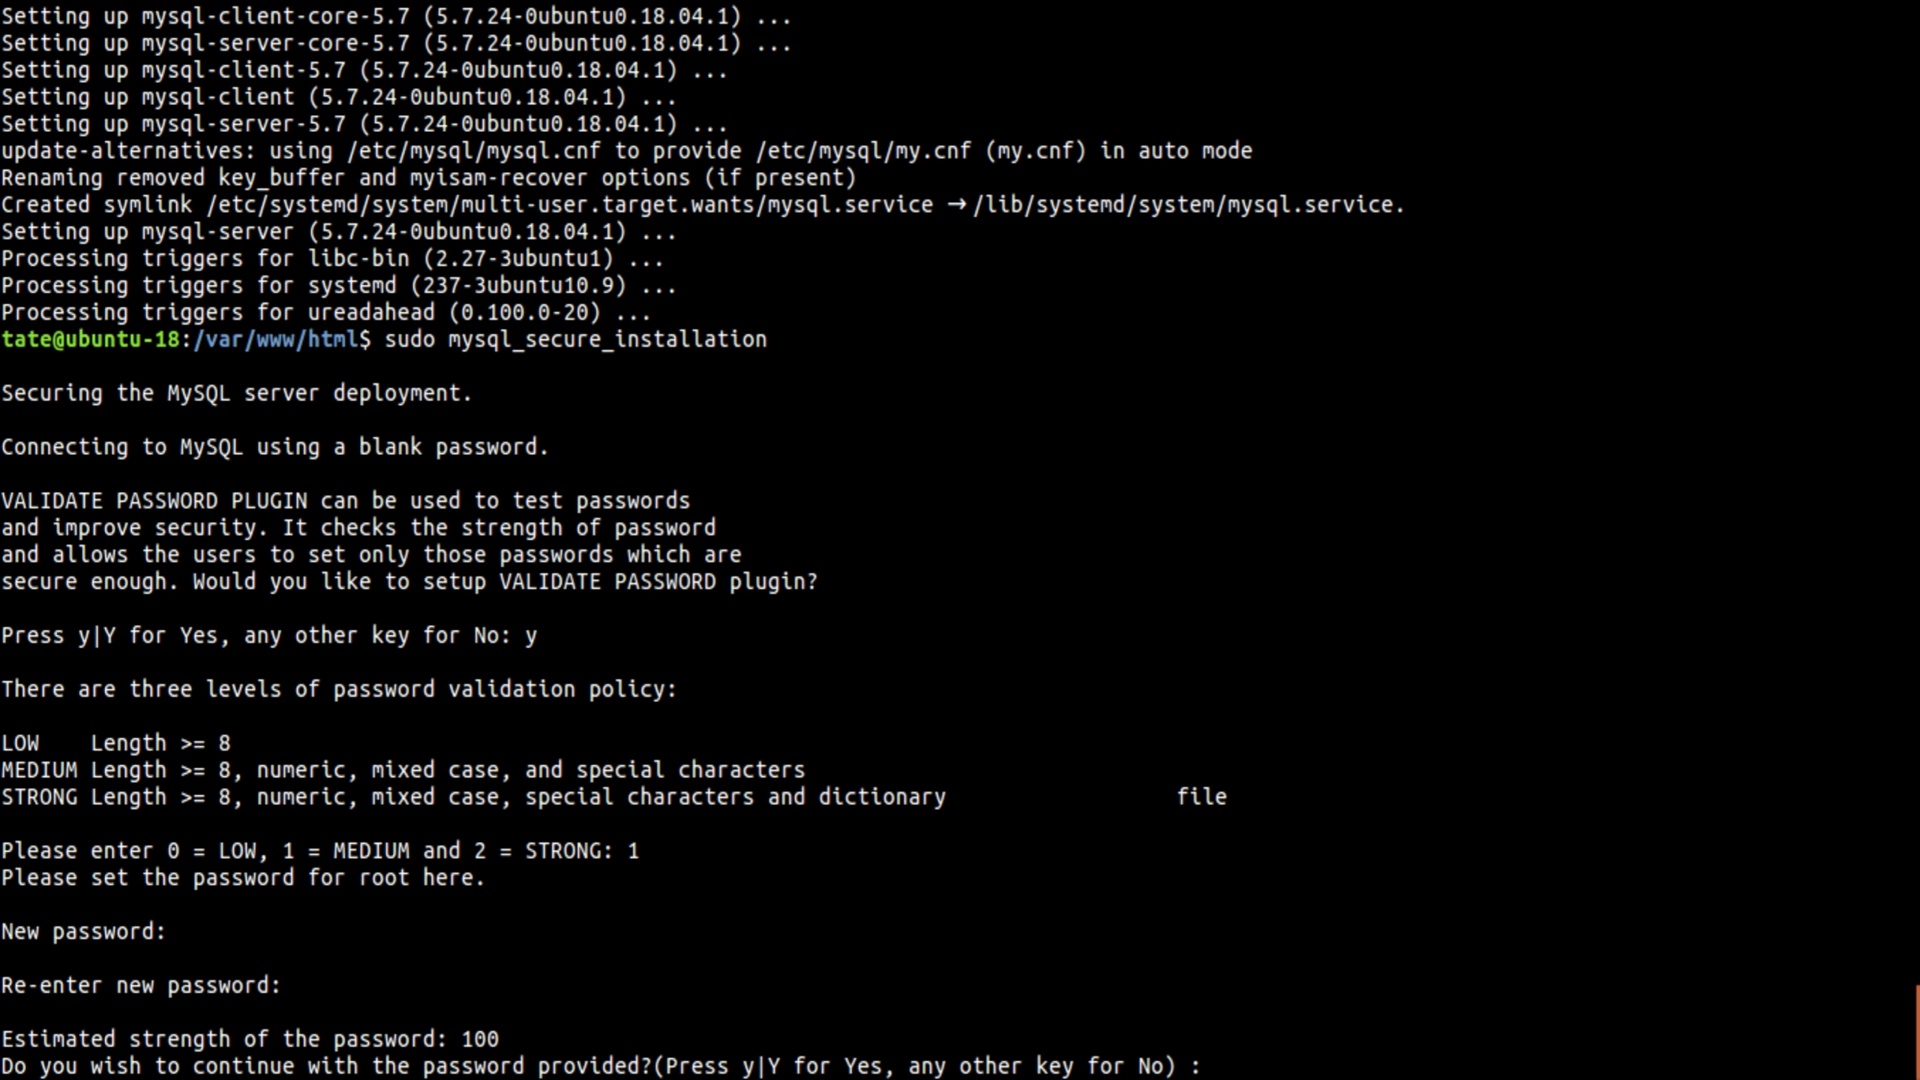 Setting up mysql-client-core-5.7 (5.7.24-0ubuntu0.18.04.1) ...
Setting up mysql-server-core-5.7 (5.7.24-0ubuntu0.18.04.1) ...
Setting up mysql-client-5.7 (5.7.24-0ubuntu0.18.04.1) ...
Setting up mysql-client (5.7.24-0ubuntu0.18.04.1) ...
Setting up mysql-server-5.7 (5.7.24-0ubuntu0.18.04.1) ...
update-alternatives: using /etc/mysql/mysql.cnf to provide /etc/mysql/my.cnf (my.cnf) in auto mode
Renaming removed key_buffer and myisam-recover options (if present)
Created symlink /etc/systemd/system/multi-user.target.wants/mysql.service → /lib/systemd/system/mysql.service.
Setting up mysql-server (5.7.24-0ubuntu0.18.04.1) ...
Processing triggers for libc-bin (2.27-3ubuntu1) ...
Processing triggers for systemd (237-3ubuntu10.9) ...
Processing triggers for ureadahead (0.100.0-20) ...
tate@ubuntu-18:/var/www/html$ sudo mysql_secure_installation
Securing the MySQL server deployment.
Connecting to MySQL using a blank password.
VALIDATE PASSWORD PLUGIN can be used to test passwords
and improve security. It checks the strength of password
and allows the users to set only those passwords which are
secure enough. Would you like to setup VALIDATE PASSWORD plugin?
Press y|Y for Yes, any other key for No: y
There are three levels of password validation policy:
LOW    Length >= 8
MEDIUM Length >= 8, numeric, mixed case, and special characters
STRONG Length >= 8, numeric, mixed case, special characters and dictionary                  file
Please enter 0 = LOW, 1 = MEDIUM and 2 = STRONG: 1
Please set the password for root here.
New password:
Re-enter new password:
Estimated strength of the password: 100
Do you wish to continue with the password provided?(Press y|Y for Yes, any other key for No) :